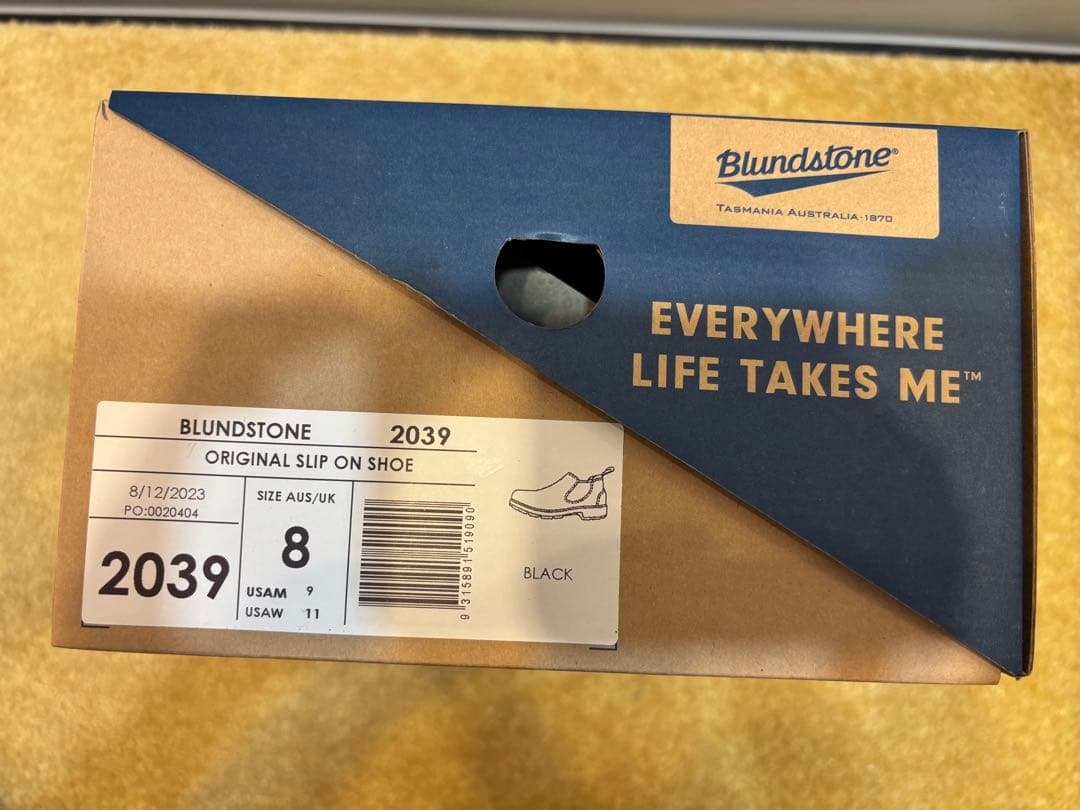 Blundstone®
TASMANIA AUSTRALIA·1870
EVERYWHERE
LIFE TAKES ME™
BLUNDSTONE 2039
ORIGINAL SLIP ON SHOE
8/12/2023
PO:0020404
2039
SIZE AUS/UK
8
USAM 9
USAW 11
9 315891 519090
BLACK